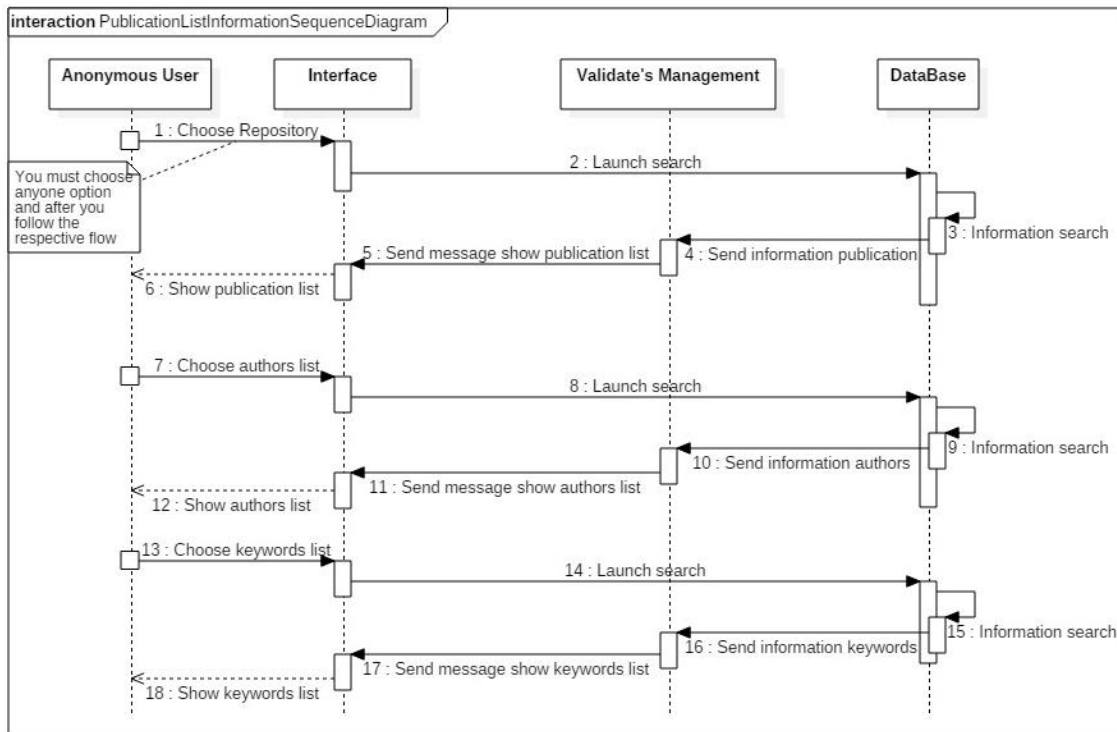 interaction PublicationListInformationSequenceDiagram
Anonymous User
Interface
Validate's Management
DataBase
1 : Choose Repository
2 : Launch search
You must choose
anyone option
and after you
follow the
respective flow
3 : Information search
4 : Send information publication
5 : Send message show publication list
6 : Show publication list
7 : Choose authors list
8 : Launch search
9 : Information search
10 : Send information authors
11 : Send message show authors list
12 : Show authors list
13 : Choose keywords list
14 : Launch search
15 : Information search
16 : Send information keywords
17 : Send message show keywords list
18 : Show keywords list